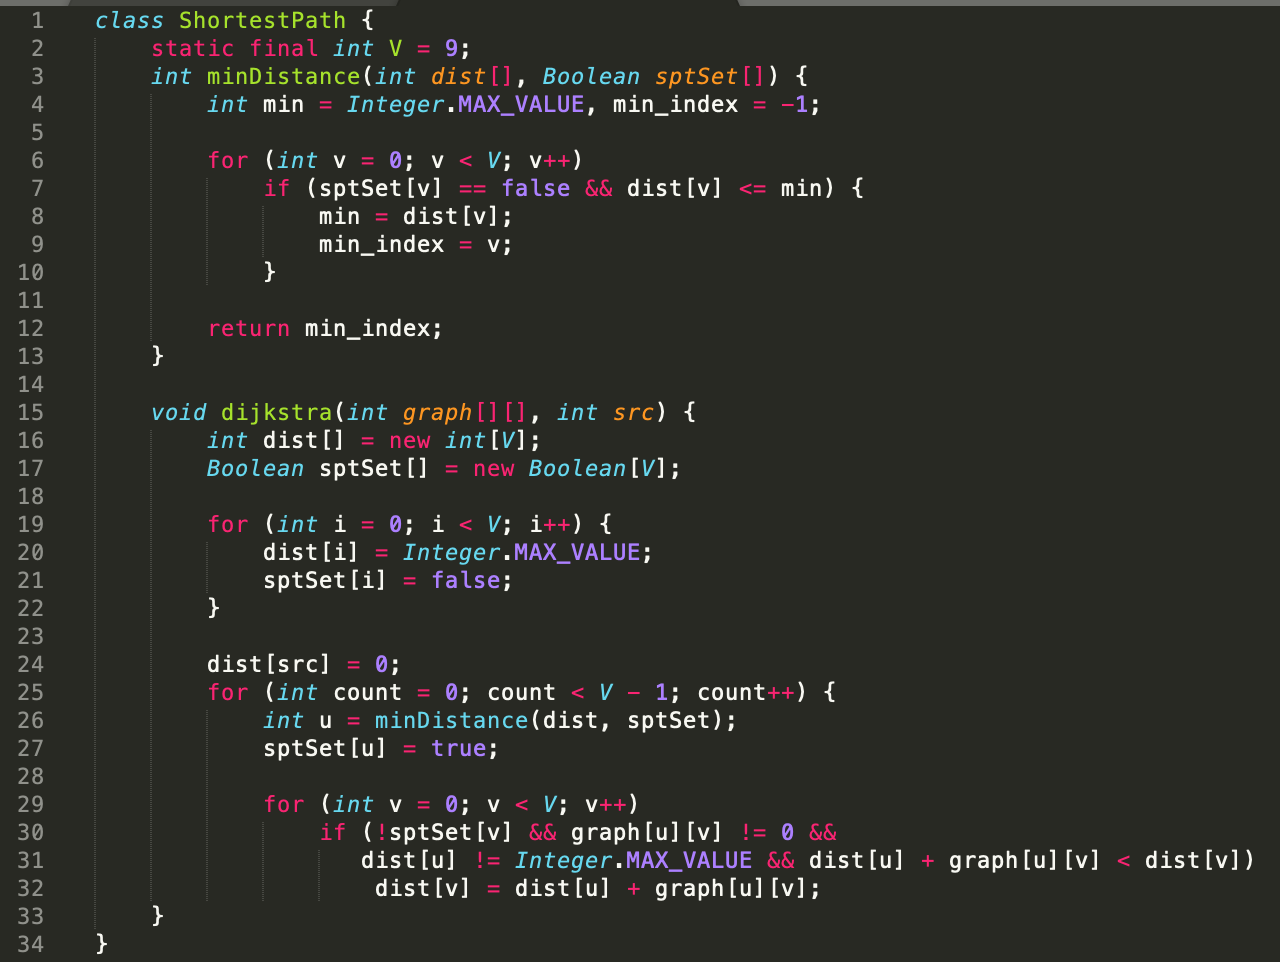 1 class ShortestPath {
2 static final int V = 9;
3 int minDistance(int dist[], Boolean sptSet[]) {
4 int min = Integer.MAX_VALUE, min_index = -1;
5
6 for (int v = 0; v < V; v++)
7 if (sptSet[v] == false && dist[v] <= min) {
8 min = dist[v];
9 min_index = v;
10 }
11
12 return min_index;
13 }
14
15 void dijkstra(int graph[][], int src) {
16 int dist[] = new int[V];
17 Boolean sptSet[] = new Boolean[V];
18
19 for (int i = 0; i < V; i++) {
20 dist[i] = Integer.MAX_VALUE;
21 sptSet[i] = false;
22 }
23
24 dist[src] = 0;
25 for (int count = 0; count < V - 1; count++) {
26 int u = minDistance(dist, sptSet);
27 sptSet[u] = true;
28
29 for (int v = 0; v < V; v++)
30 if (!sptSet[v] && graph[u][v] != 0 &&
31 dist[u] != Integer.MAX_VALUE && dist[u] + graph[u][v] < dist[v])
32 dist[v] = dist[u] + graph[u][v];
33 }
34 }